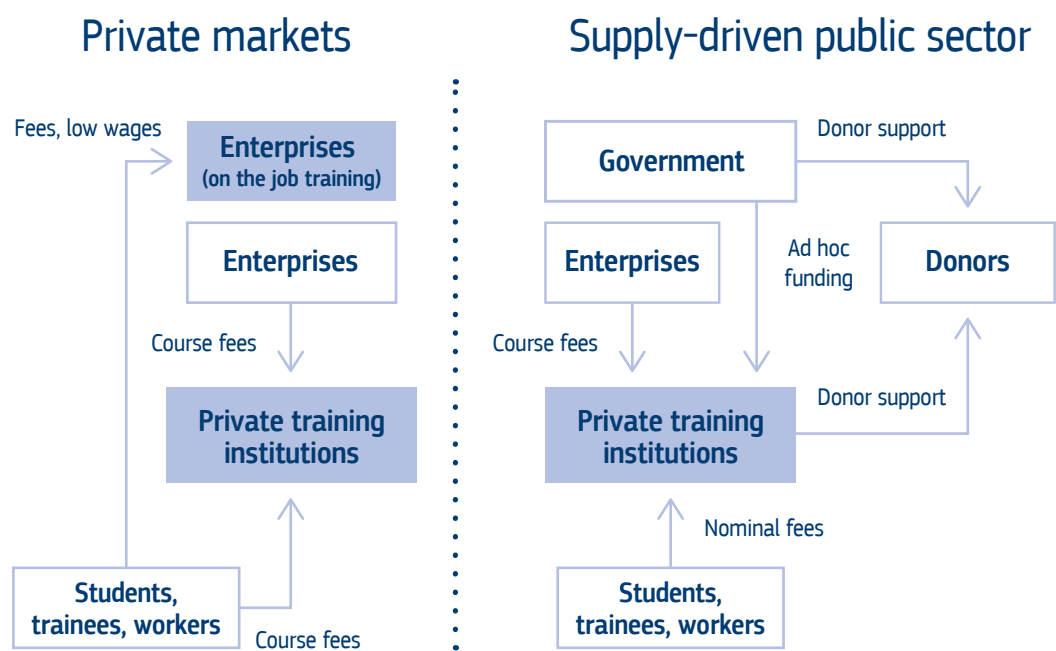 Private markets
Fees, low wages
Enterprises
(on the job training)
Enterprises
Course fees
Private training
institutions
Students,
trainees, workers
Course fees
Supply-driven public sector
Government
Donor support
Enterprises
Ad hoc
funding
Donors
Course fees
Private training
institutions
Donor support
Nominal fees
Students,
trainees, workers